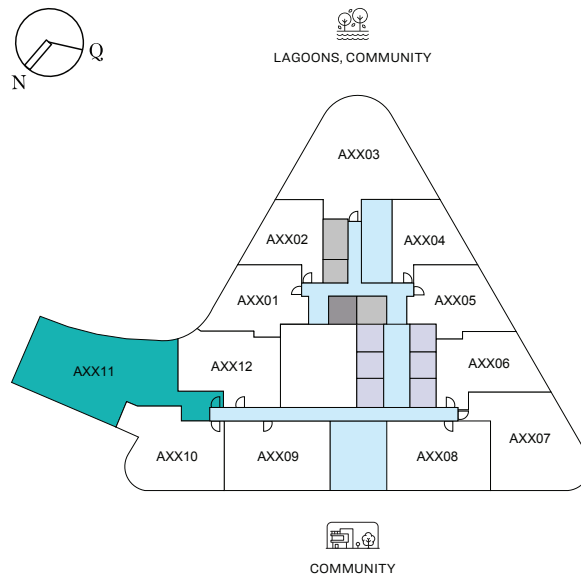 Q
N
LAGOONS, COMMUNITY
AXX03
AXX02
AXX04
AXX01
AXX05
AXX11
AXX12
AXX06
AXX10
AXX09
AXX08
AXX07
COMMUNITY